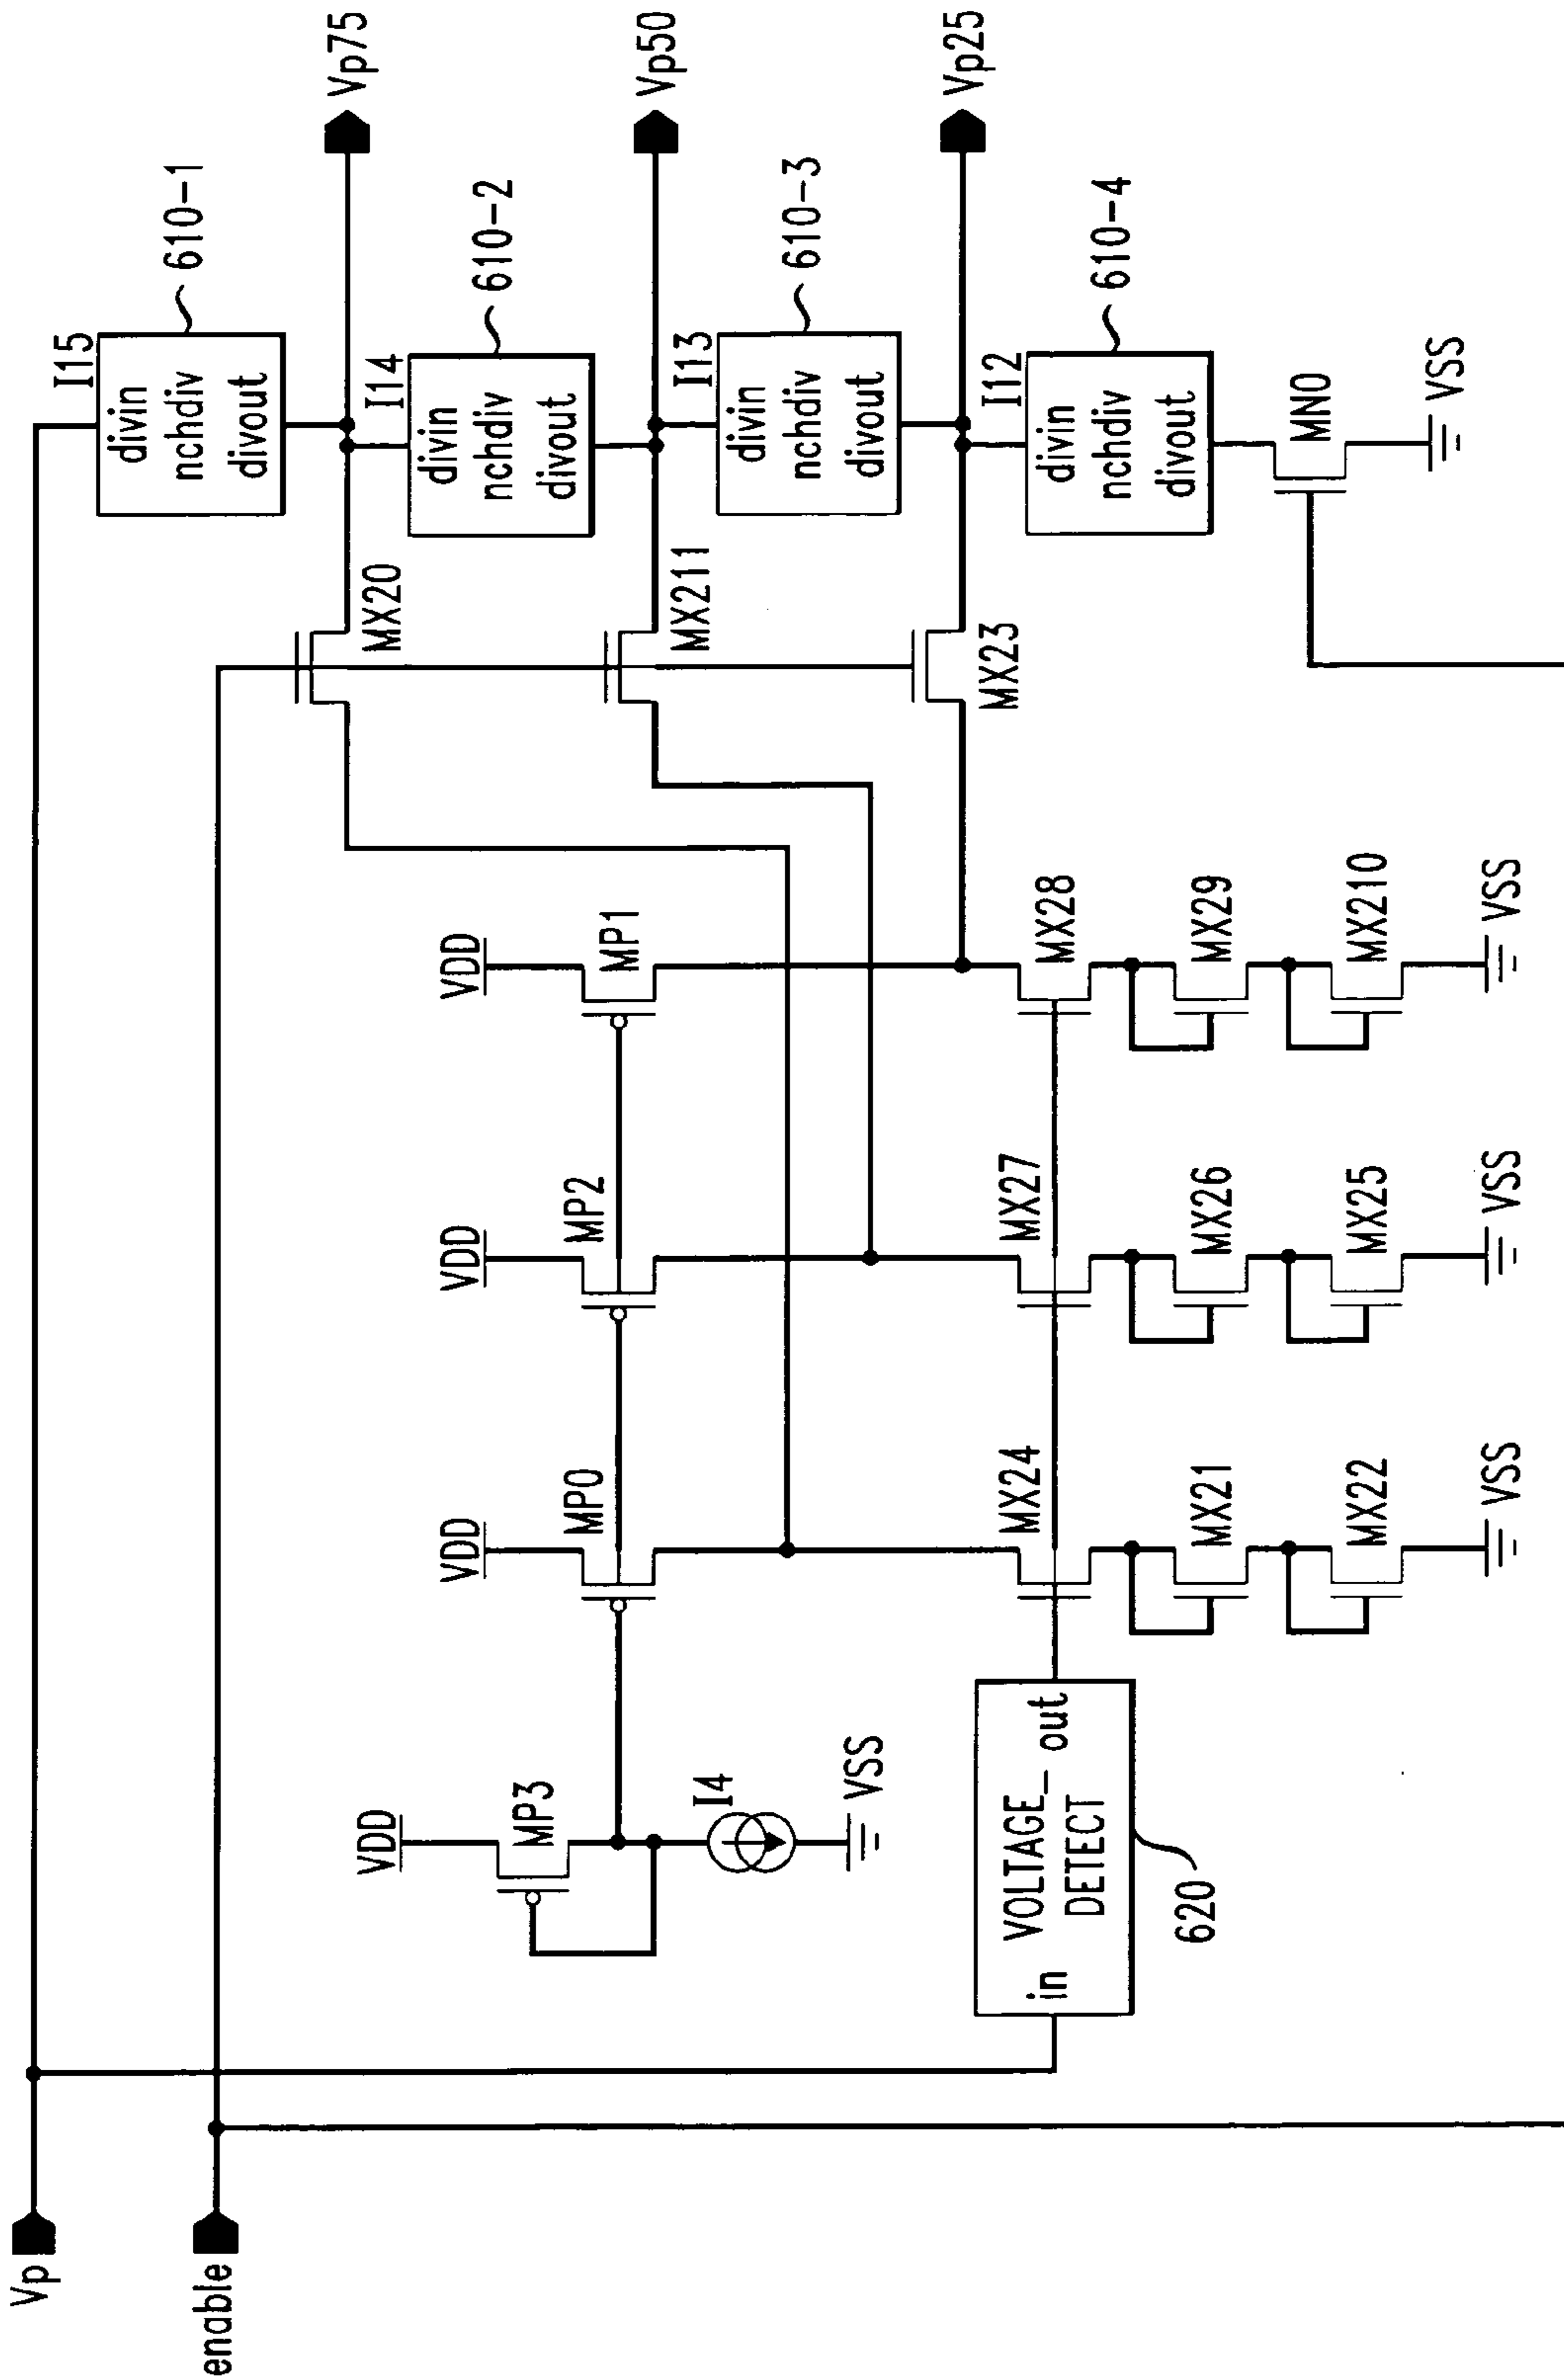 Vp
enable
I15
divin
nchdiv
divout
610-1
Vp75
I14
divin
nchdiv
divout
610-2
MX20
Vp50
I13
divin
nchdiv
divout
610-3
MX211
Vp25
I12
divin
nchdiv
divout
610-4
MX23
MN0
VSS
VDD
MP3
I4
VSS
VDD
MP0
VDD
MP2
VDD
MP1
in
VOLTAGE_
DETECT
out
620
MX24
MX21
MX22
VSS
MX27
MX26
MX25
VSS
MX28
MX29
MX210
VSS